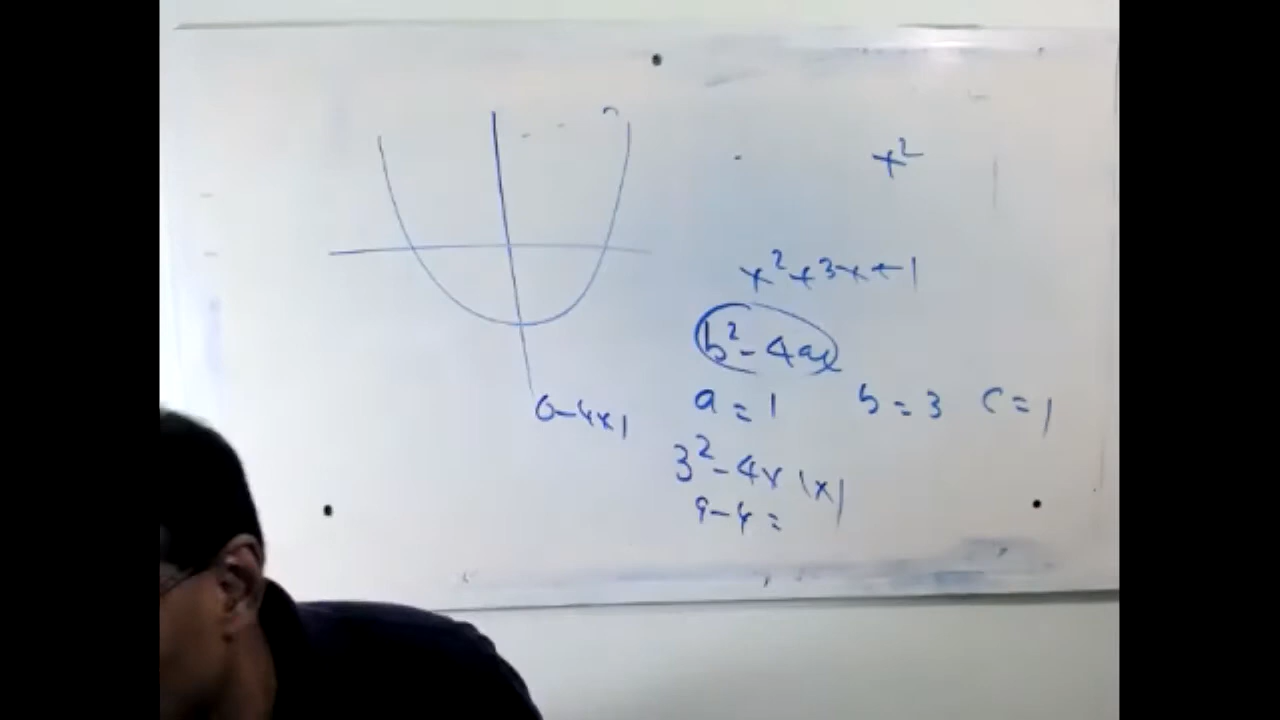 x²
x²+3x+1
b²-4ac
a=1 b=3 c=1
0-4x1
3²-4x1x1
9-4=